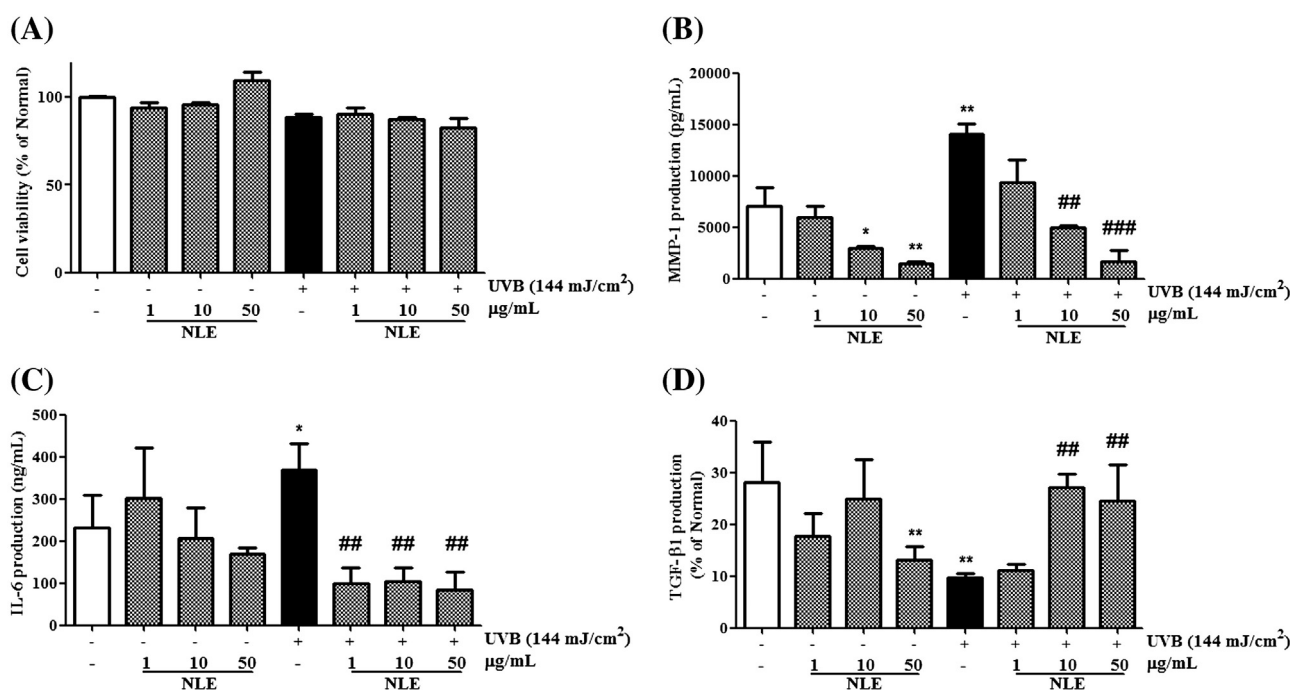 (A)
Cell viability (% of Normal)
100
50
0
- - - - + + + + UVB (144 mJ/cm²)
- 1 10 50 - 1 10 50 µg/mL
NLE NLE
(B)
MMP-1 production (pg/mL)
20000
15000
10000
5000
0
* ** ** ## ###
- - - - + + + + UVB (144 mJ/cm²)
- 1 10 50 - 1 10 50 µg/mL
NLE NLE
(C)
IL-6 production (ng/mL)
500
400
300
200
100
0
* ## ## ##
- - - - + + + + UVB (144 mJ/cm²)
- 1 10 50 - 1 10 50 µg/mL
NLE NLE
(D)
TGF-β1 production
(% of Normal)
40
30
20
10
0
** ** ## ##
- - - - + + + + UVB (144 mJ/cm²)
- 1 10 50 - 1 10 50 µg/mL
NLE NLE